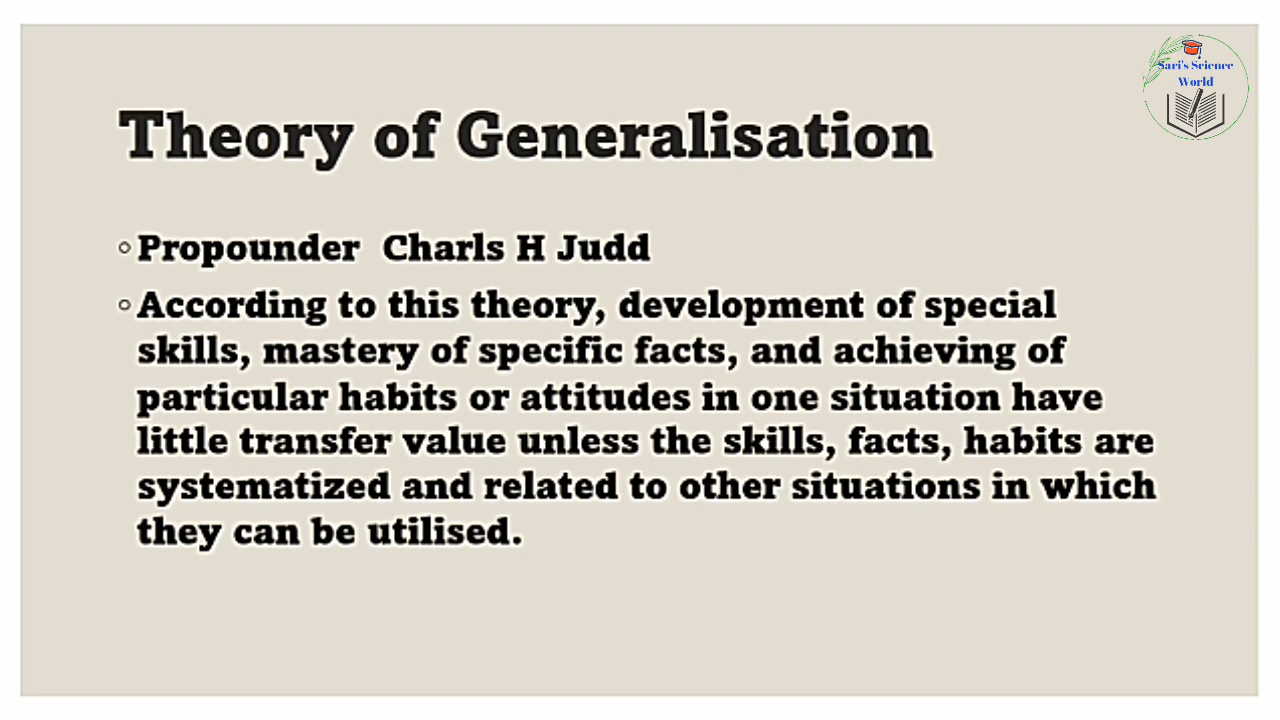 Sari's Science
World
Theory of Generalisation
◦ Propounder Charls H Judd
◦ According to this theory, development of special
skills, mastery of specific facts, and achieving of
particular habits or attitudes in one situation have
little transfer value unless the skills, facts, habits are
systematized and related to other situations in which
they can be utilised.